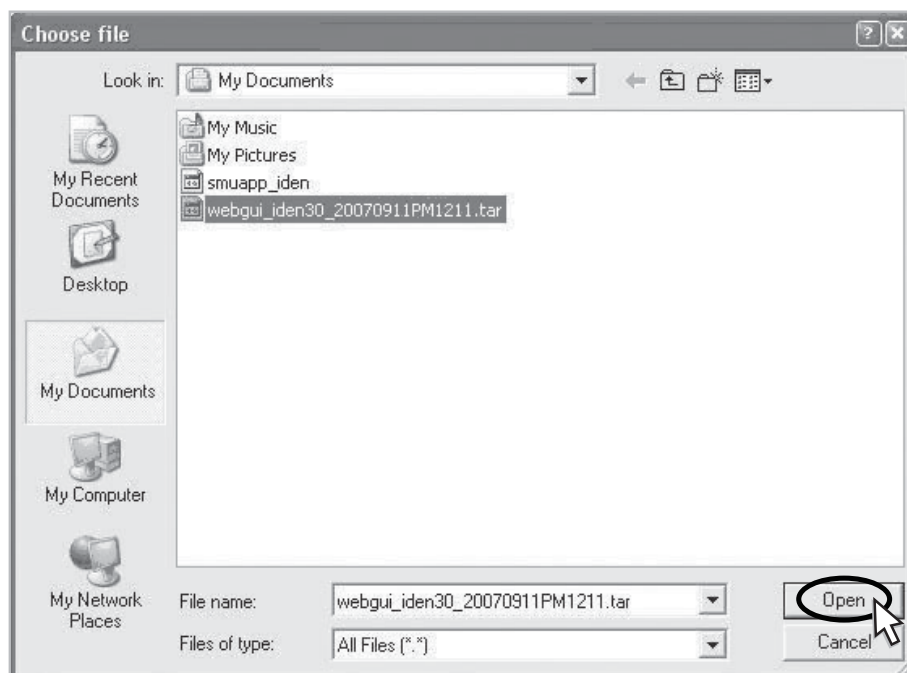 Choose file
Look in:
My Documents
My Recent
Documents
Desktop
My Documents
My Computer
My Network
Places
My Music
My Pictures
smuapp_iden
webgui_iden30_20070911PM1211.tar
File name:
webgui_iden30_20070911PM1211.tar
Open
Files of type:
All Files (*.*)
Cancel